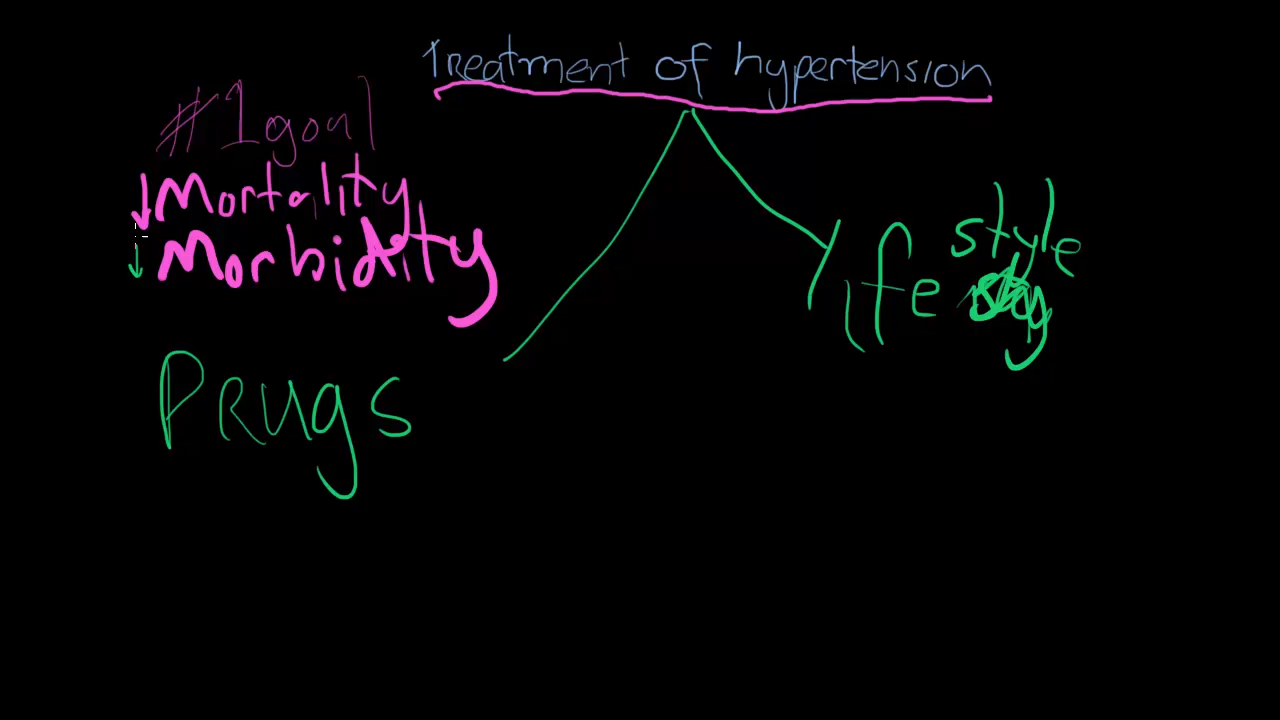 Treatment of hypertension
#1 goal
↓ Mortality
↓ Morbidity
Life style
Drugs